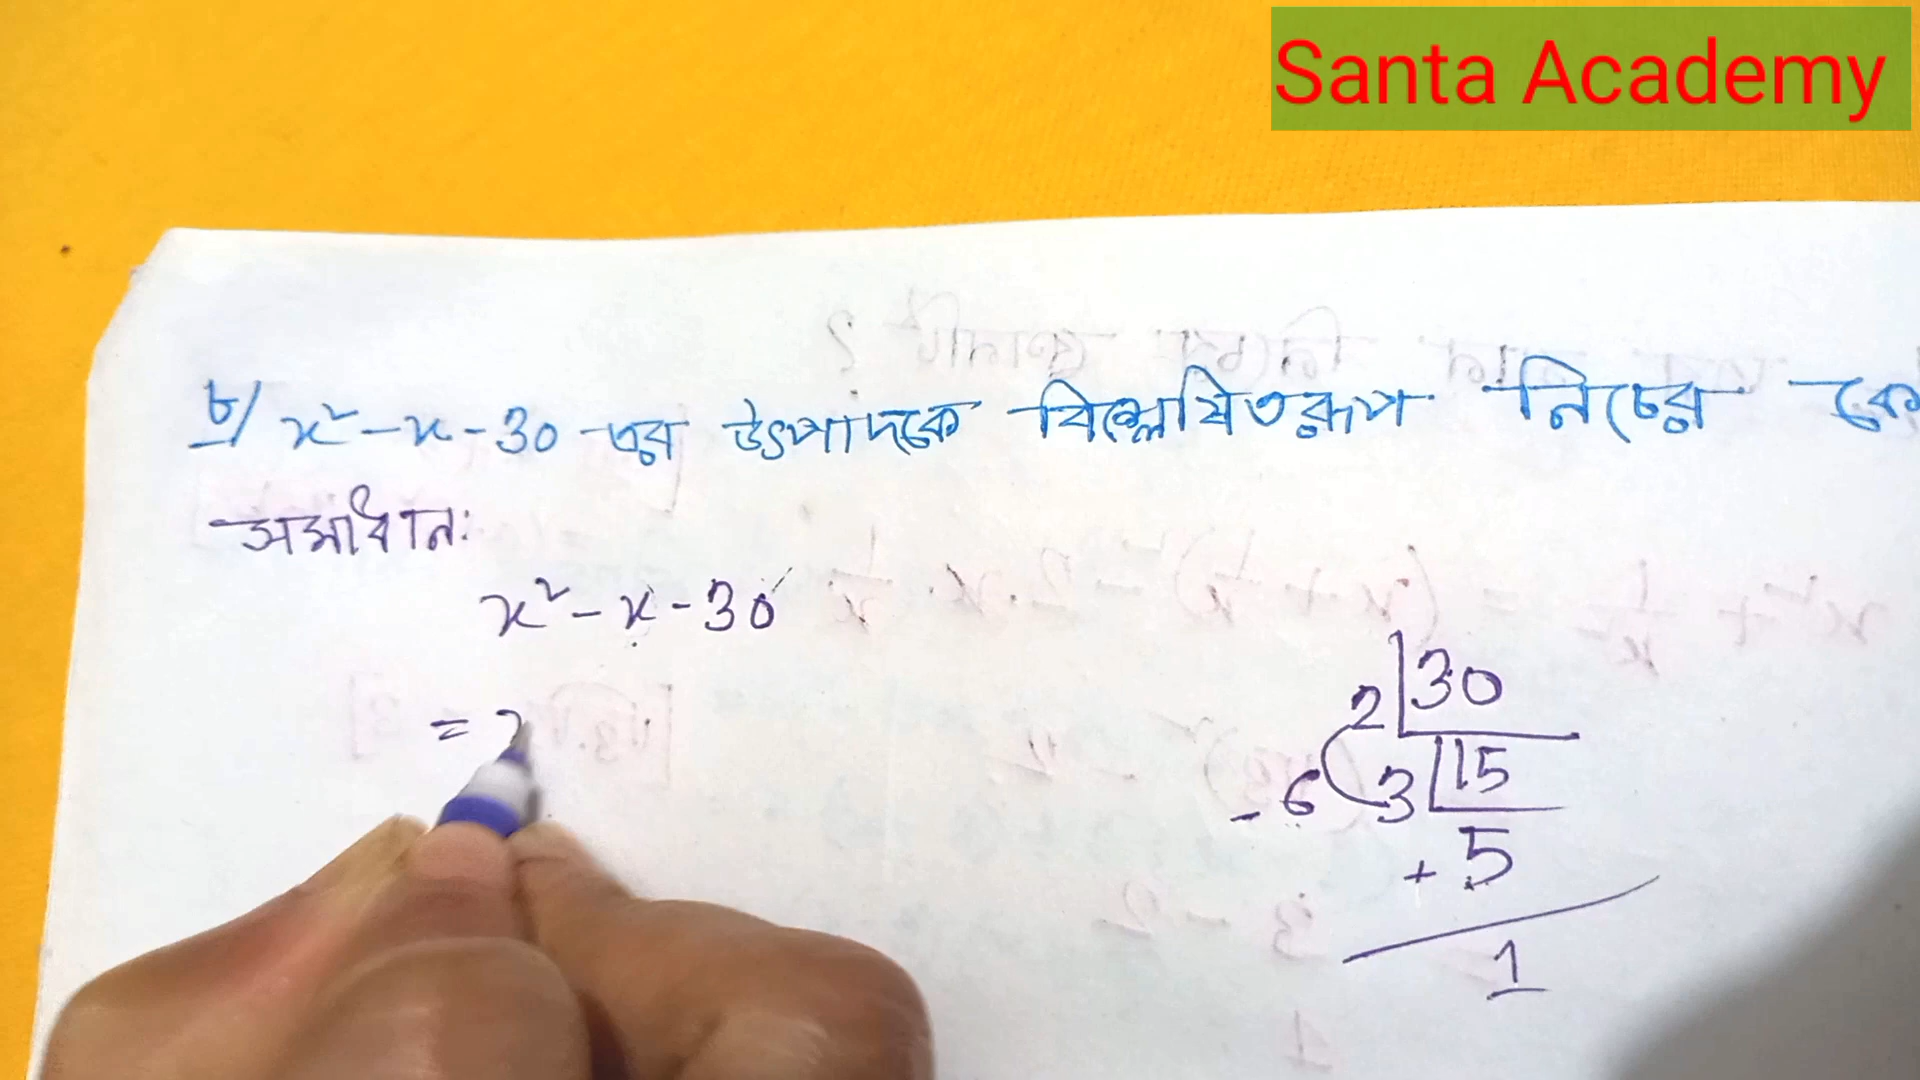 Santa Academy
৮/ x² - x - 30 এর উৎপাদকে বিশ্লেষিতরূপ নিচের কো
সমাধান:
x² - x - 30
= x
2 | 30
- 6 3 | 15
+ 5
1